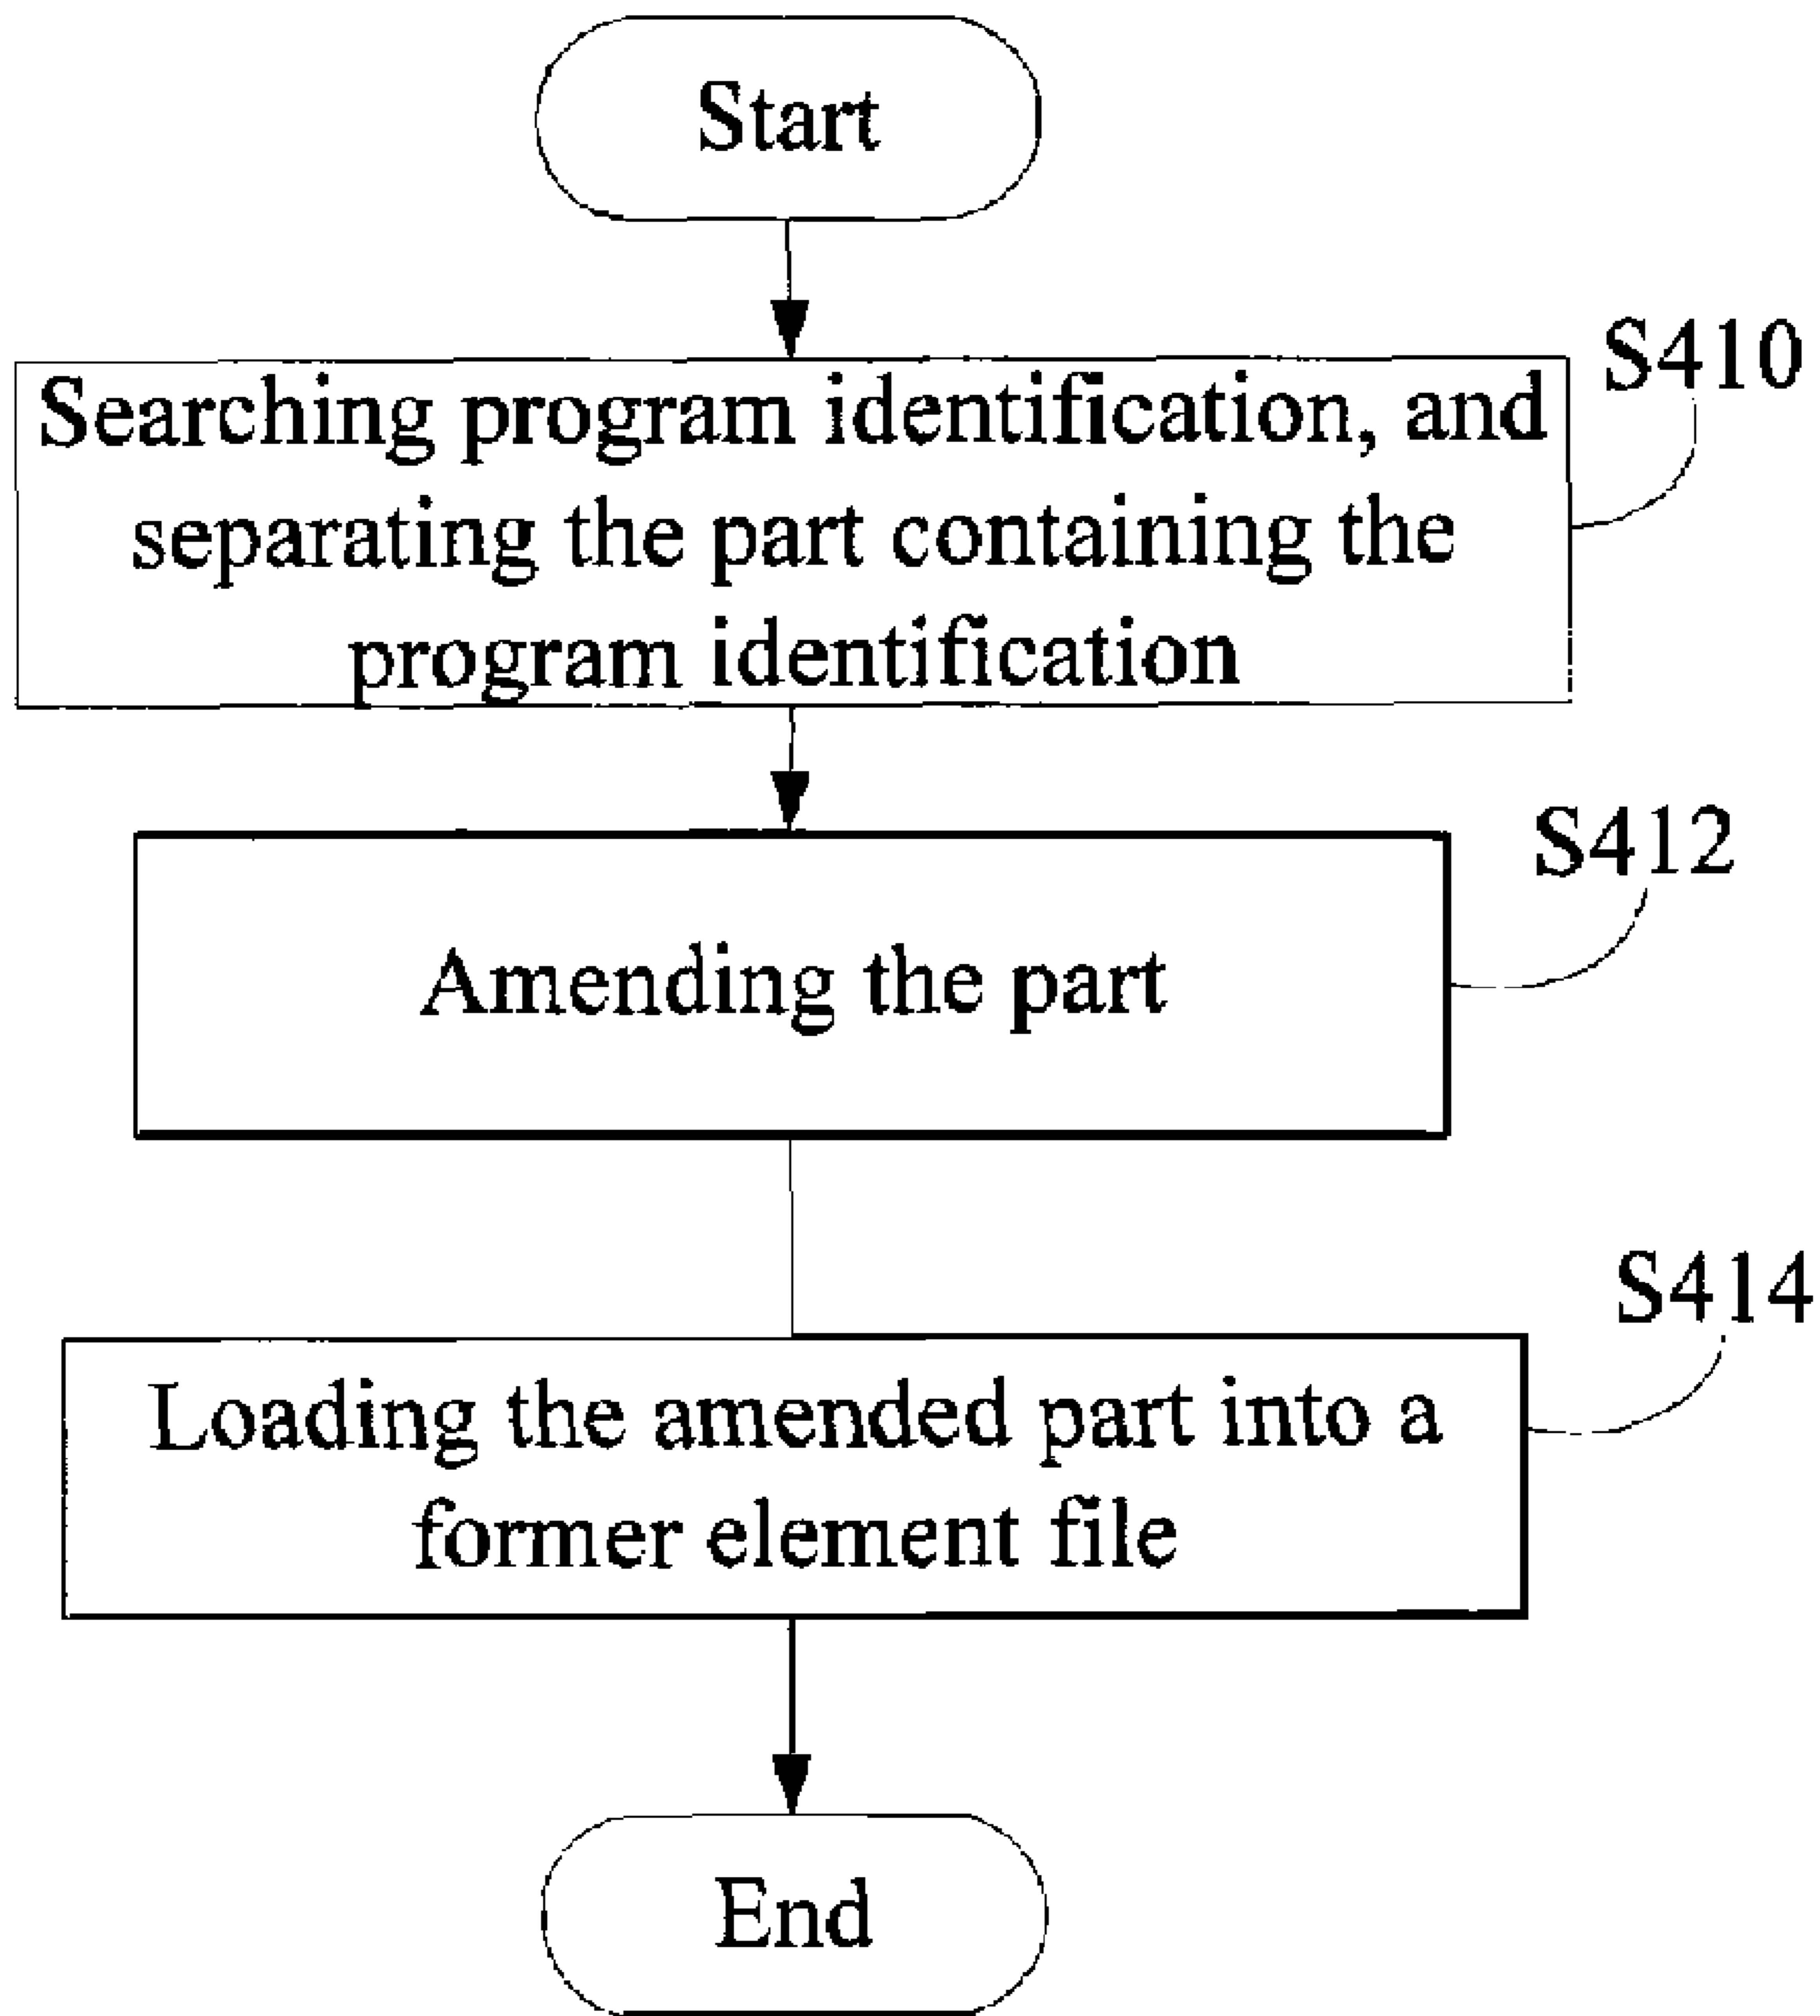 Start
S410
Searching program identification, and
separating the part containing the
program identification
S412
Amending the part
S414
Loading the amended part into a
former element file
End